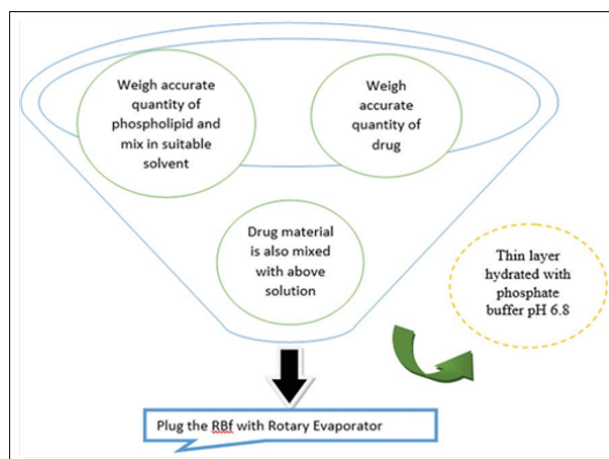 Weigh accurate
quantity of
phospholipid and
mix in suitable
solvent
Weigh
accurate
quantity of
drug
Drug material
is also mixed
with above
solution
Thin layer
hydrated with
phosphate
buffer pH 6.8
Plug the RBf with Rotary Evaporator